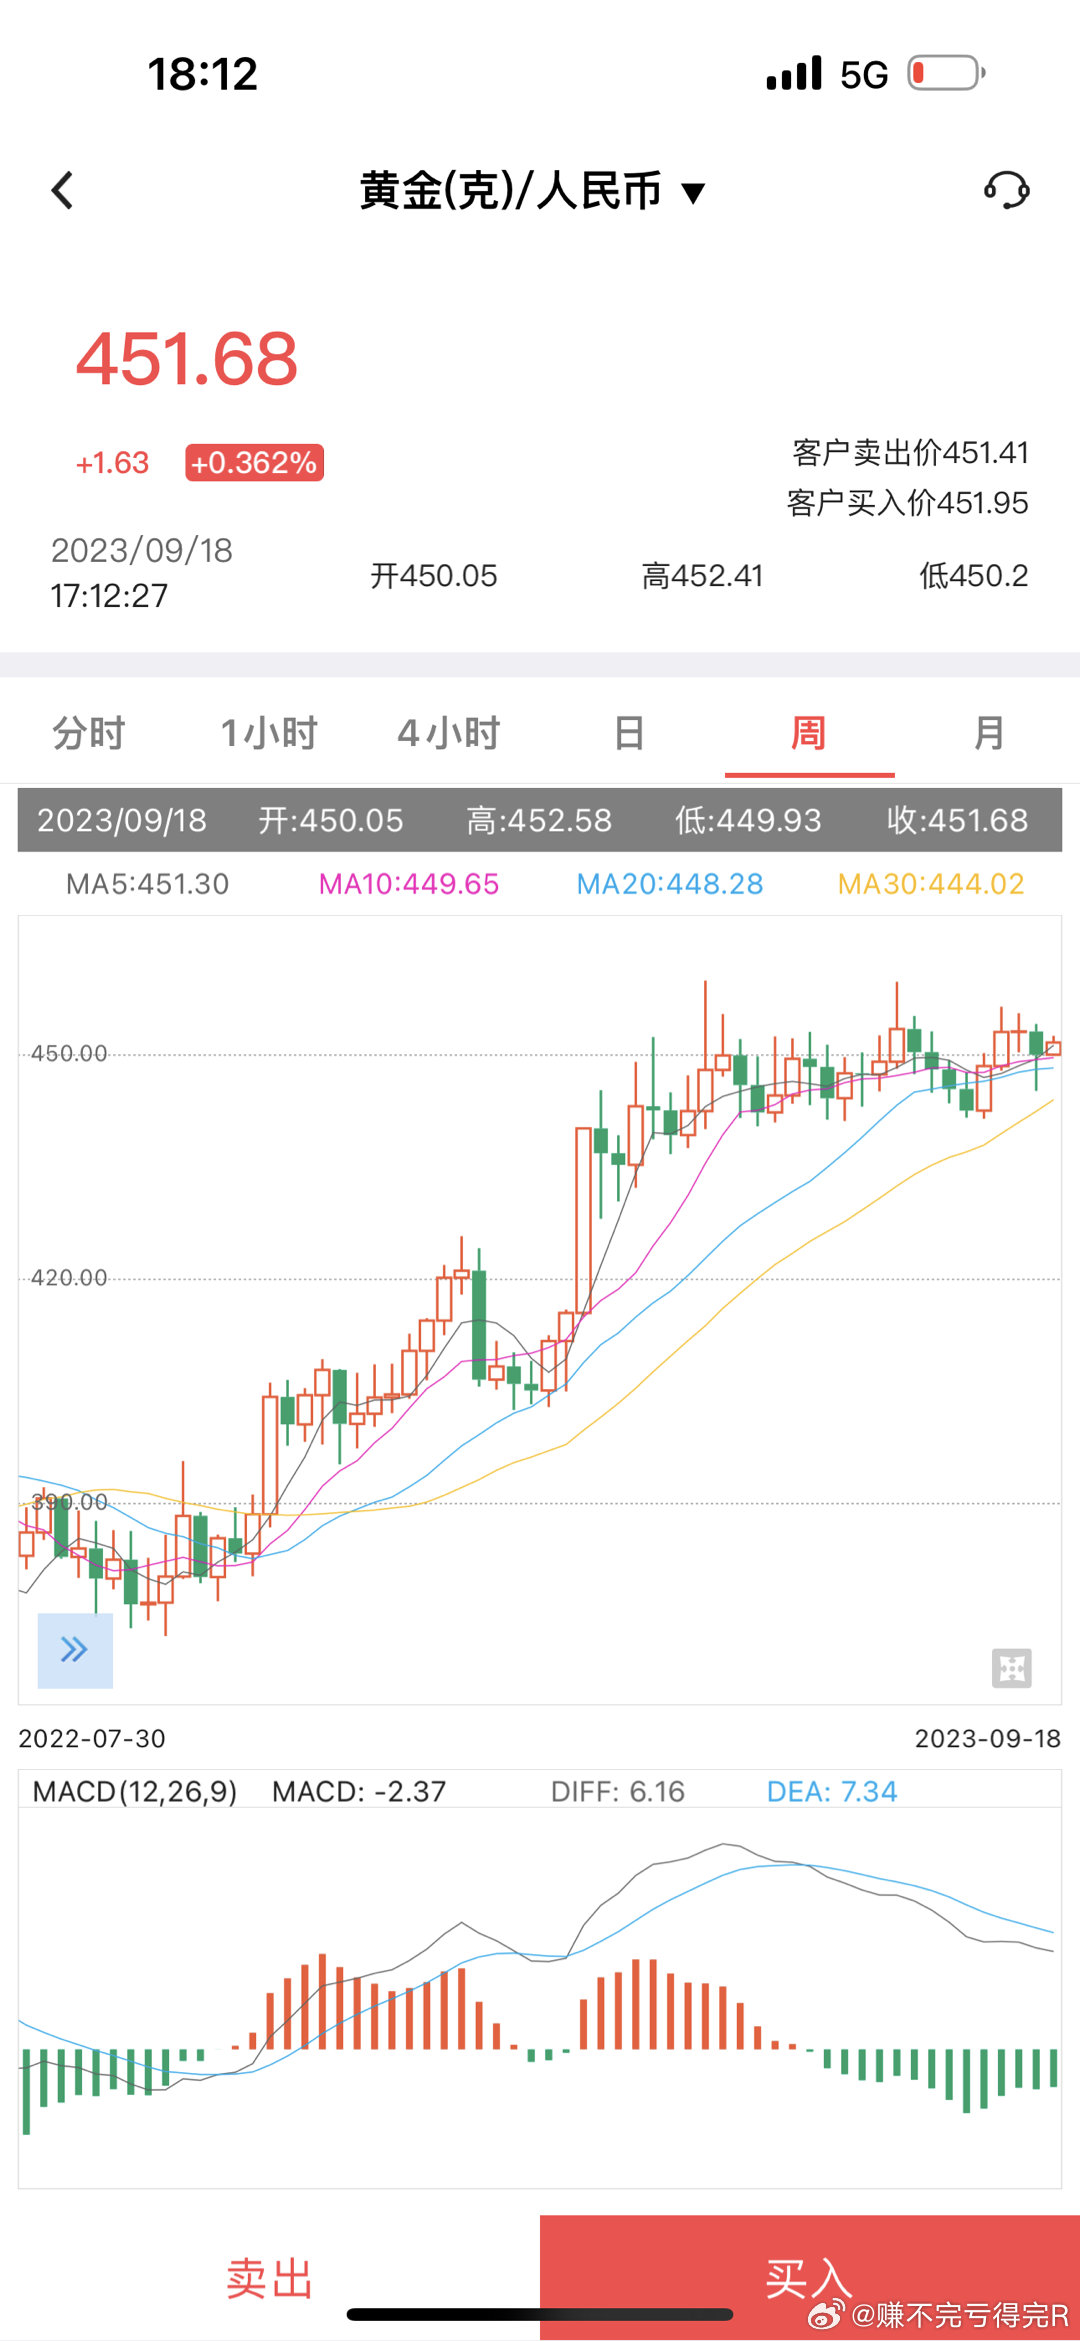 18:12
5G
黄金(克)/人民币 ▼
451.68
+1.63 +0.362%
客户卖出价451.41
客户买入价451.95
2023/09/18
17:12:27
开450.05 高452.41 低450.2
分时 1小时 4小时 日 周 月
2023/09/18 开:450.05 高:452.58 低:449.93 收:451.68
MA5:451.30 MA10:449.65 MA20:448.28 MA30:444.02
450.00
420.00
390.00
2022-07-30 2023-09-18
MACD(12,26,9) MACD: -2.37 DIFF: 6.16 DEA: 7.34
卖出 买入
@赚不完亏得完R